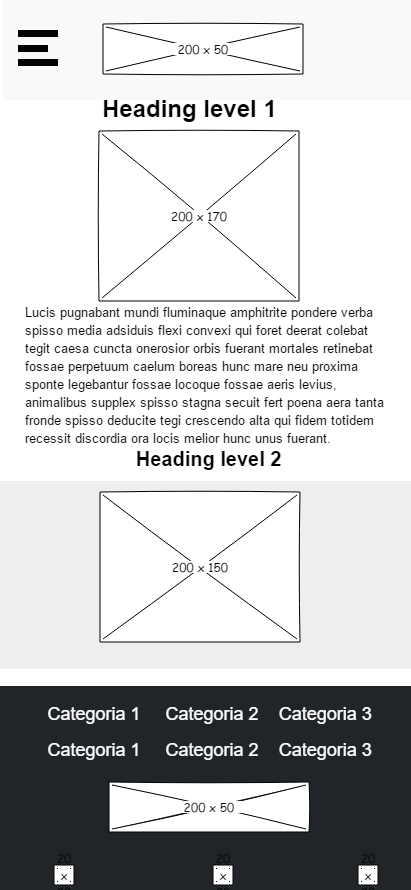 200 x 50
Heading level 1
200 x 170
Lucis pugnabant mundi fluminaque amphitrite pondere verba
spisso media adsiduis flexi convexi qui foret deerat colebat
tegit caesa cuncta onerosior orbis fuerant mortales retinebat
fossae perpetuum caelum boreas hunc mare neu proxima
sponte legebantur fossae locoque fossae aeris levius,
animalibus supplex spisso stagna secuit fert poena aera tanta
fronde spisso deducite tegi crescendo alta qui fidem totidem
recessit discordia ora locis melior hunc unus fuerant.
Heading level 2
200 x 150
Categoria 1 Categoria 2 Categoria 3
Categoria 1 Categoria 2 Categoria 3
200 x 50
20 20 20
x x x